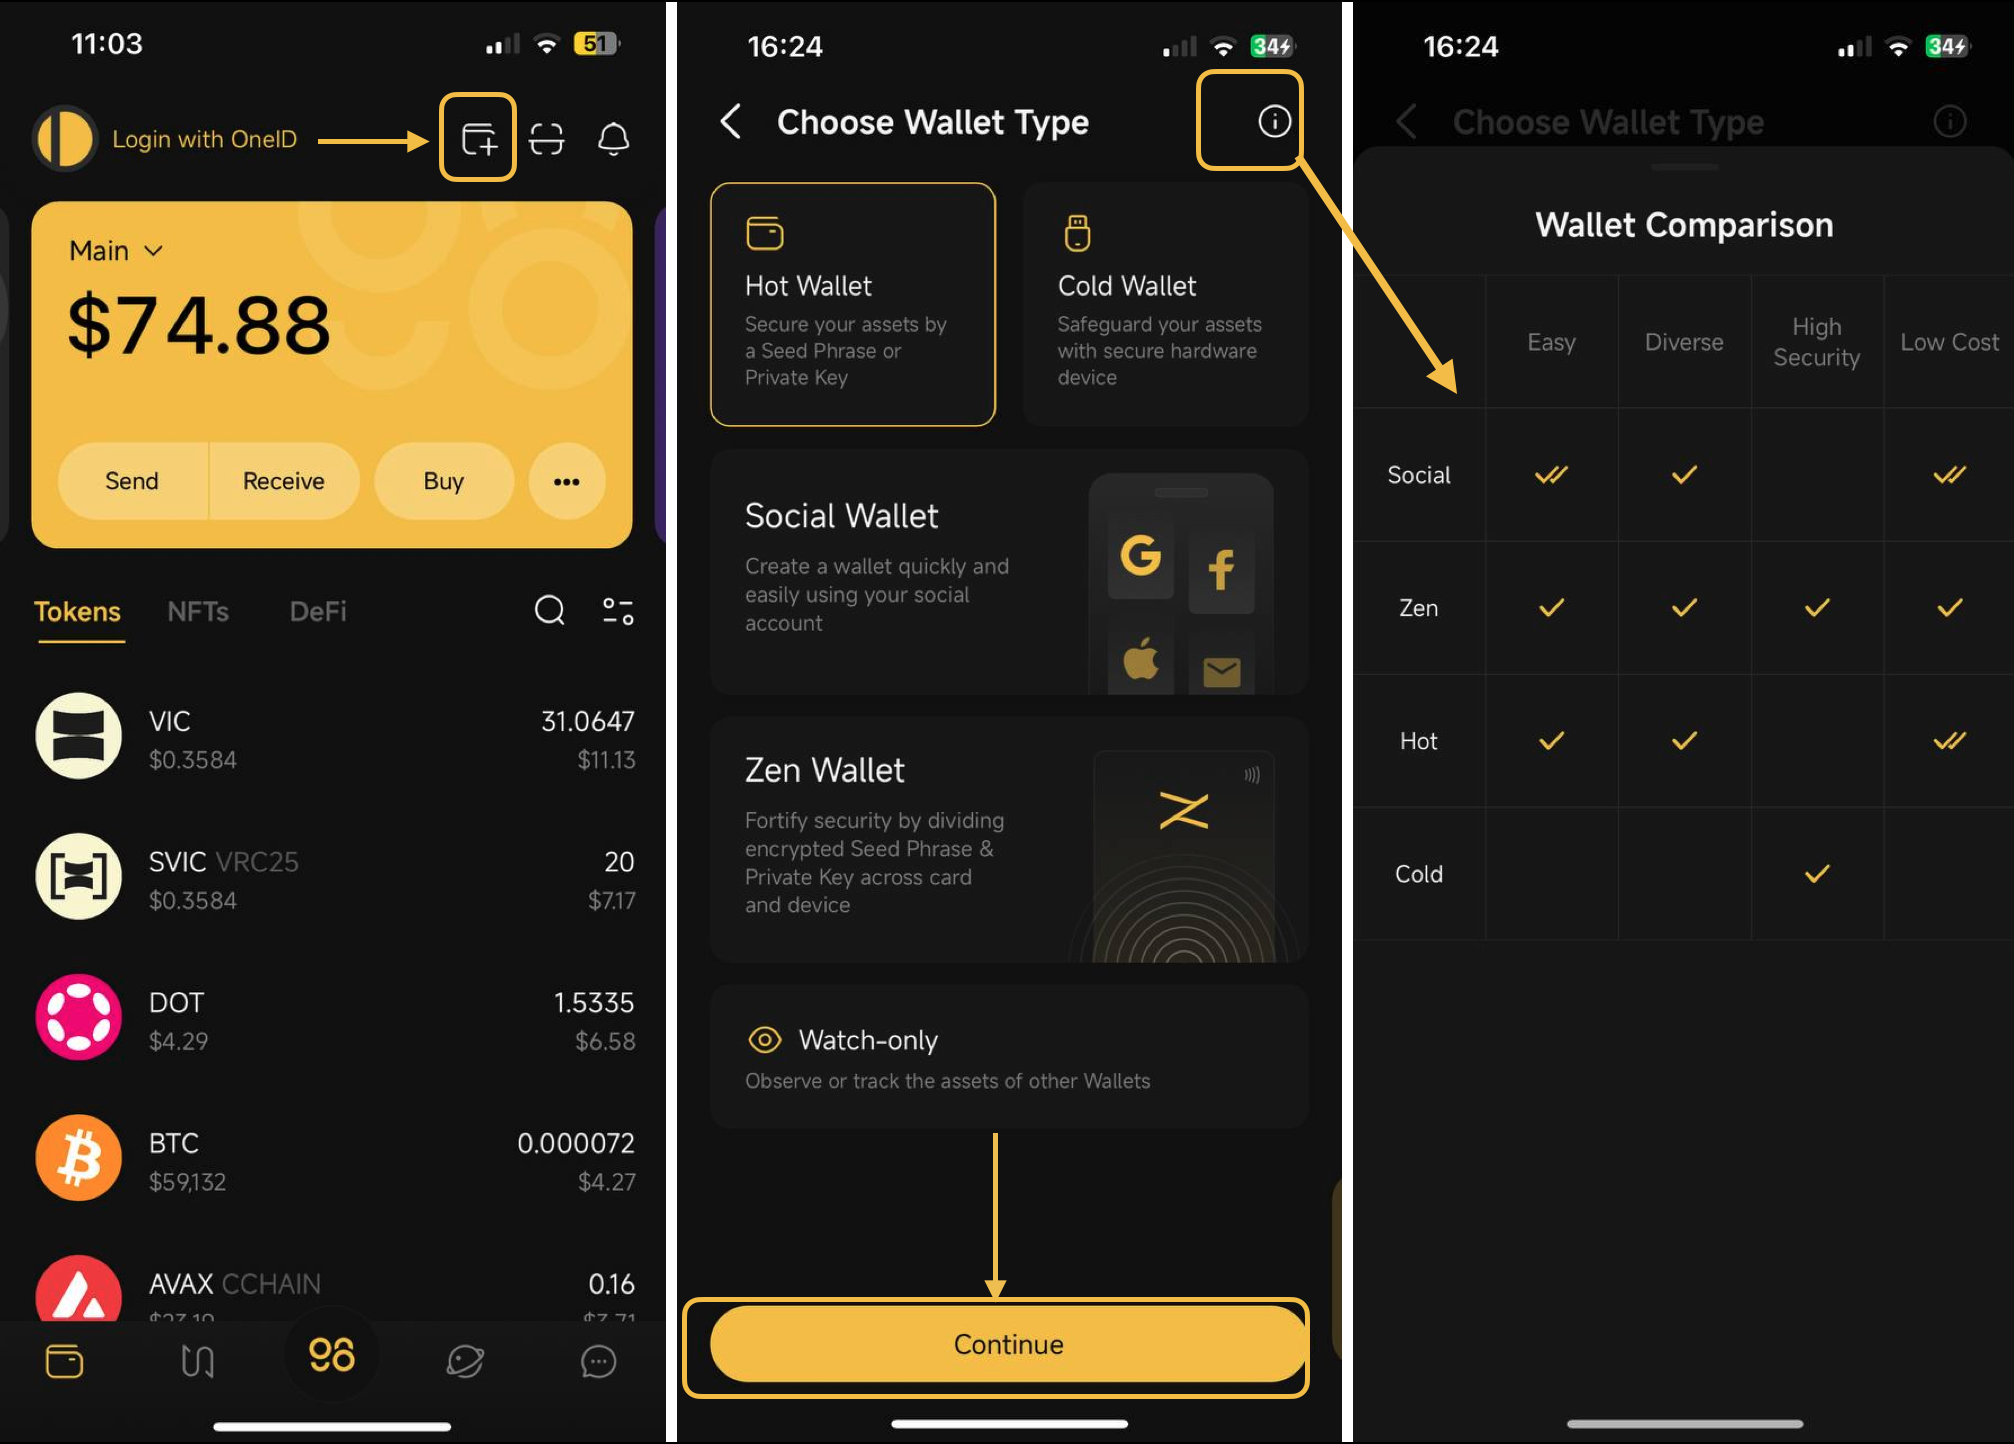 11:03
51
Login with OneID
Main
$74.88
Send
Receive
Buy
Tokens
NFTs
DeFi
VIC
31.0647
$0.3584
$11.13
SVIC VRC25
20
$0.3584
$7.17
DOT
1.5335
$4.29
$6.58
BTC
0.000072
$59,132
$4.27
AVAX CCHAIN
0.16
16:24
34
Choose Wallet Type
Hot Wallet
Secure your assets by
a Seed Phrase or
Private Key
Cold Wallet
Safeguard your assets
with secure hardware
device
Social Wallet
Create a wallet quickly and
easily using your social
account
Zen Wallet
Fortify security by dividing
encrypted Seed Phrase &
Private Key across card
and device
Watch-only
Observe or track the assets of other Wallets
Continue
16:24
34
Choose Wallet Type
Wallet Comparison
Easy
Diverse
High
Security
Low Cost
Social
Zen
Hot
Cold